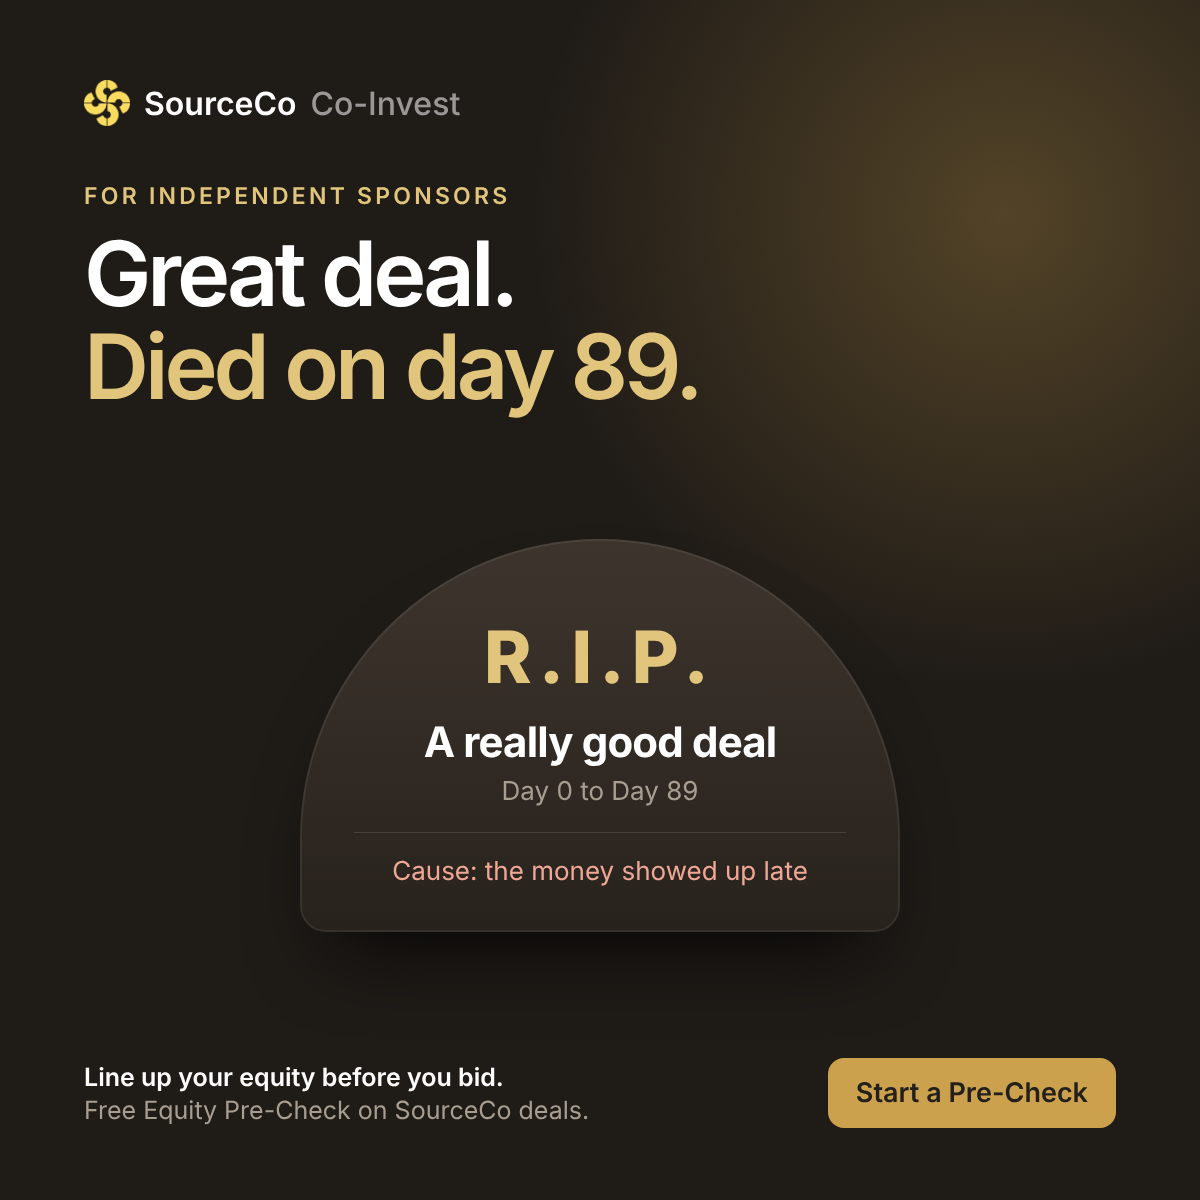 SourceCo Co-Invest
FOR INDEPENDENT SPONSORS
Great deal.
Died on day 89.
R.I.P.
A really good deal
Day 0 to Day 89
Cause: the money showed up late
Line up your equity before you bid.
Free Equity Pre-Check on SourceCo deals.
Start a Pre-Check